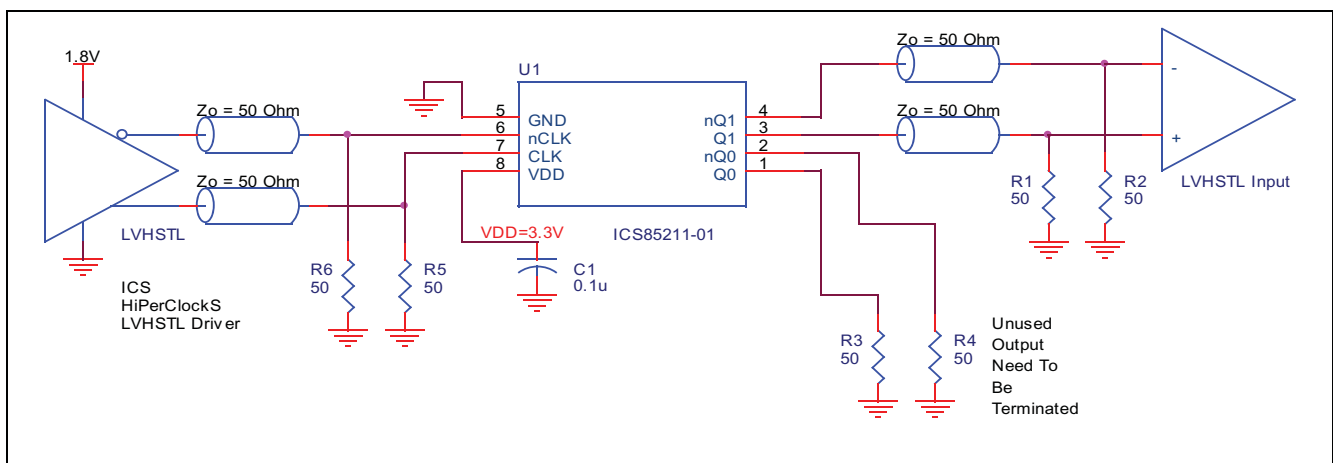 1.8V
Zo = 50 Ohm
Zo = 50 Ohm
LVHSTL
ICS
HiPerClockS
LVHSTL Driver
R6
50
R5
50
U1
5
6
7
8
GND
nCLK
CLK
VDD
nQ1
Q1
nQ0
Q0
4
3
2
1
ICS85211-01
VDD=3.3V
C1
0.1u
Zo = 50 Ohm
Zo = 50 Ohm
-
+
LVHSTL Input
R1
50
R2
50
R3
50
R4
50
Unused
Output
Need To
Be
Terminated